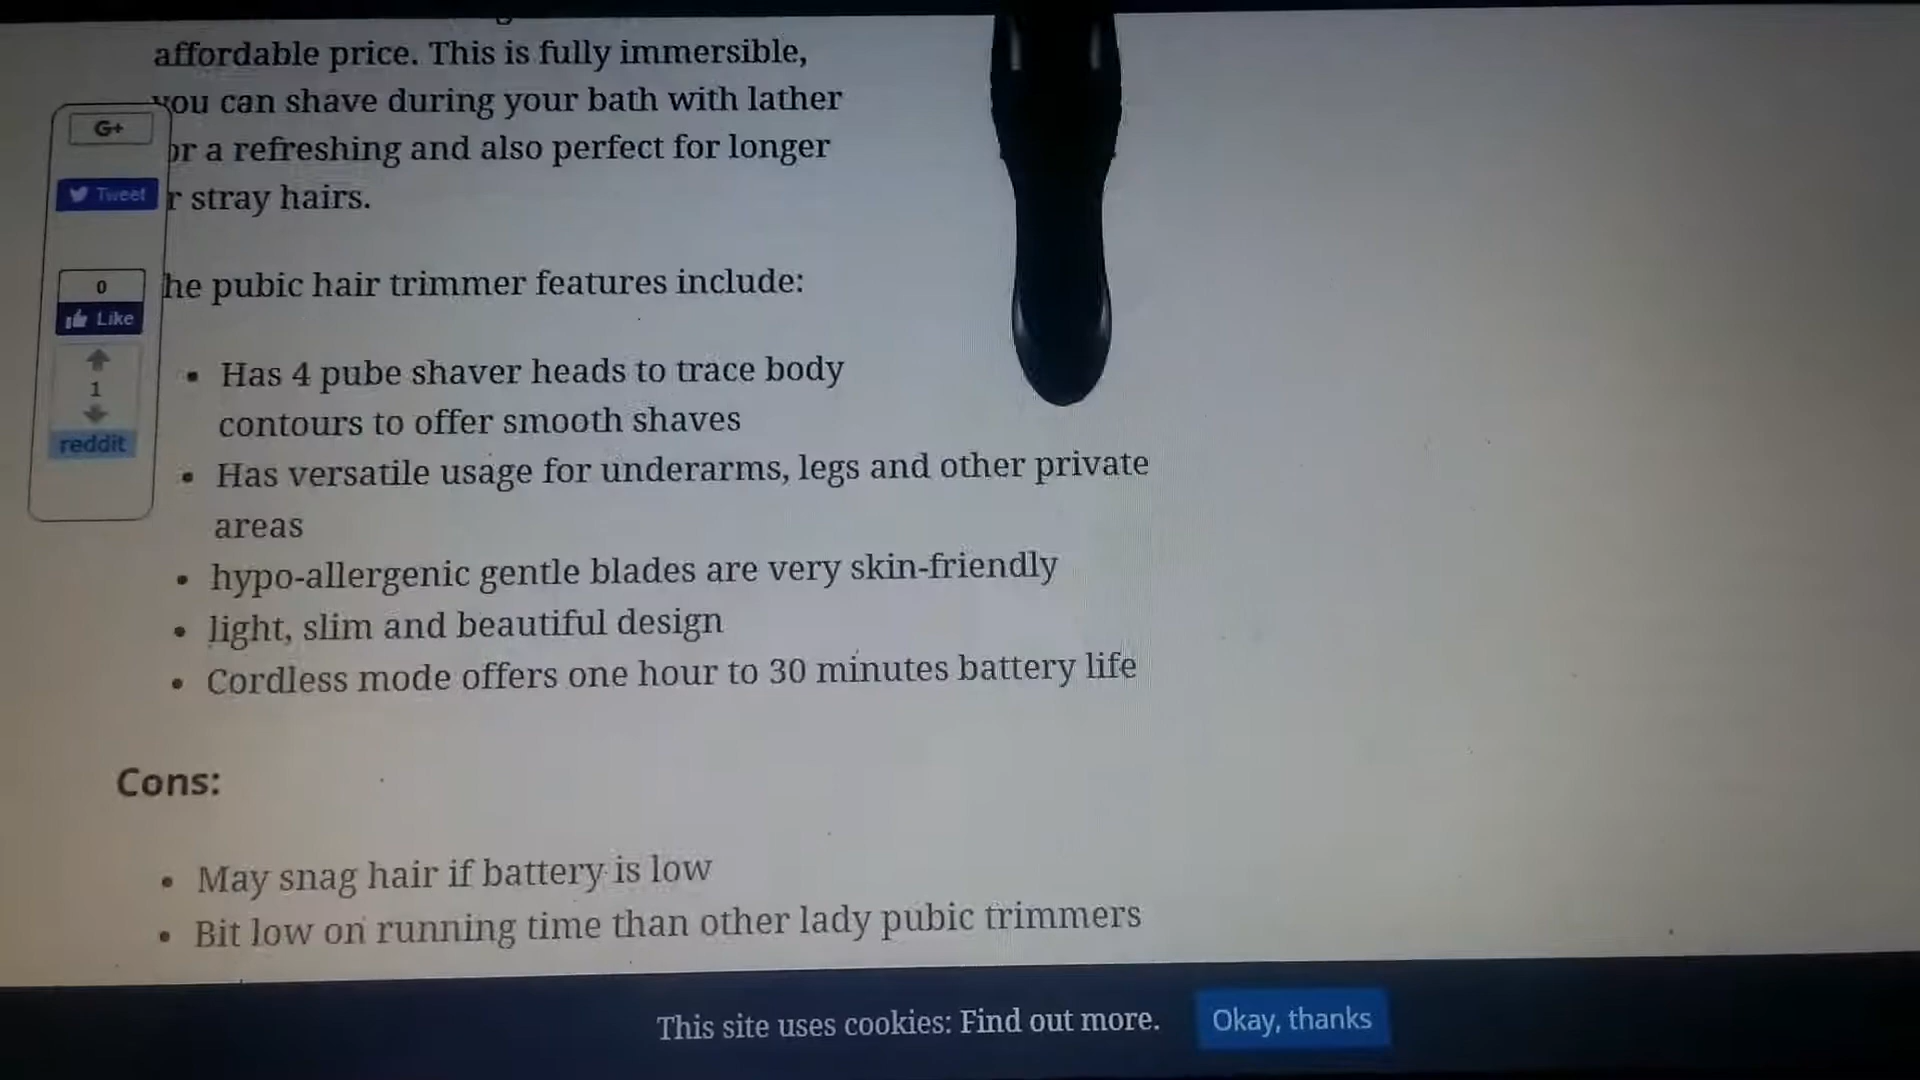 affordable price. This is fully immersible,
you can shave during your bath with lather
or a refreshing and also perfect for longer
r stray hairs.
he pubic hair trimmer features include:
• Has 4 pube shaver heads to trace body
contours to offer smooth shaves
• Has versatile usage for underarms, legs and other private
areas
• hypo-allergenic gentle blades are very skin-friendly
• light, slim and beautiful design
• Cordless mode offers one hour to 30 minutes battery life
Cons:
• May snag hair if battery is low
• Bit low on running time than other lady pubic trimmers
G+
Tweet
0
Like
1
reddit
This site uses cookies: Find out more.
Okay, thanks